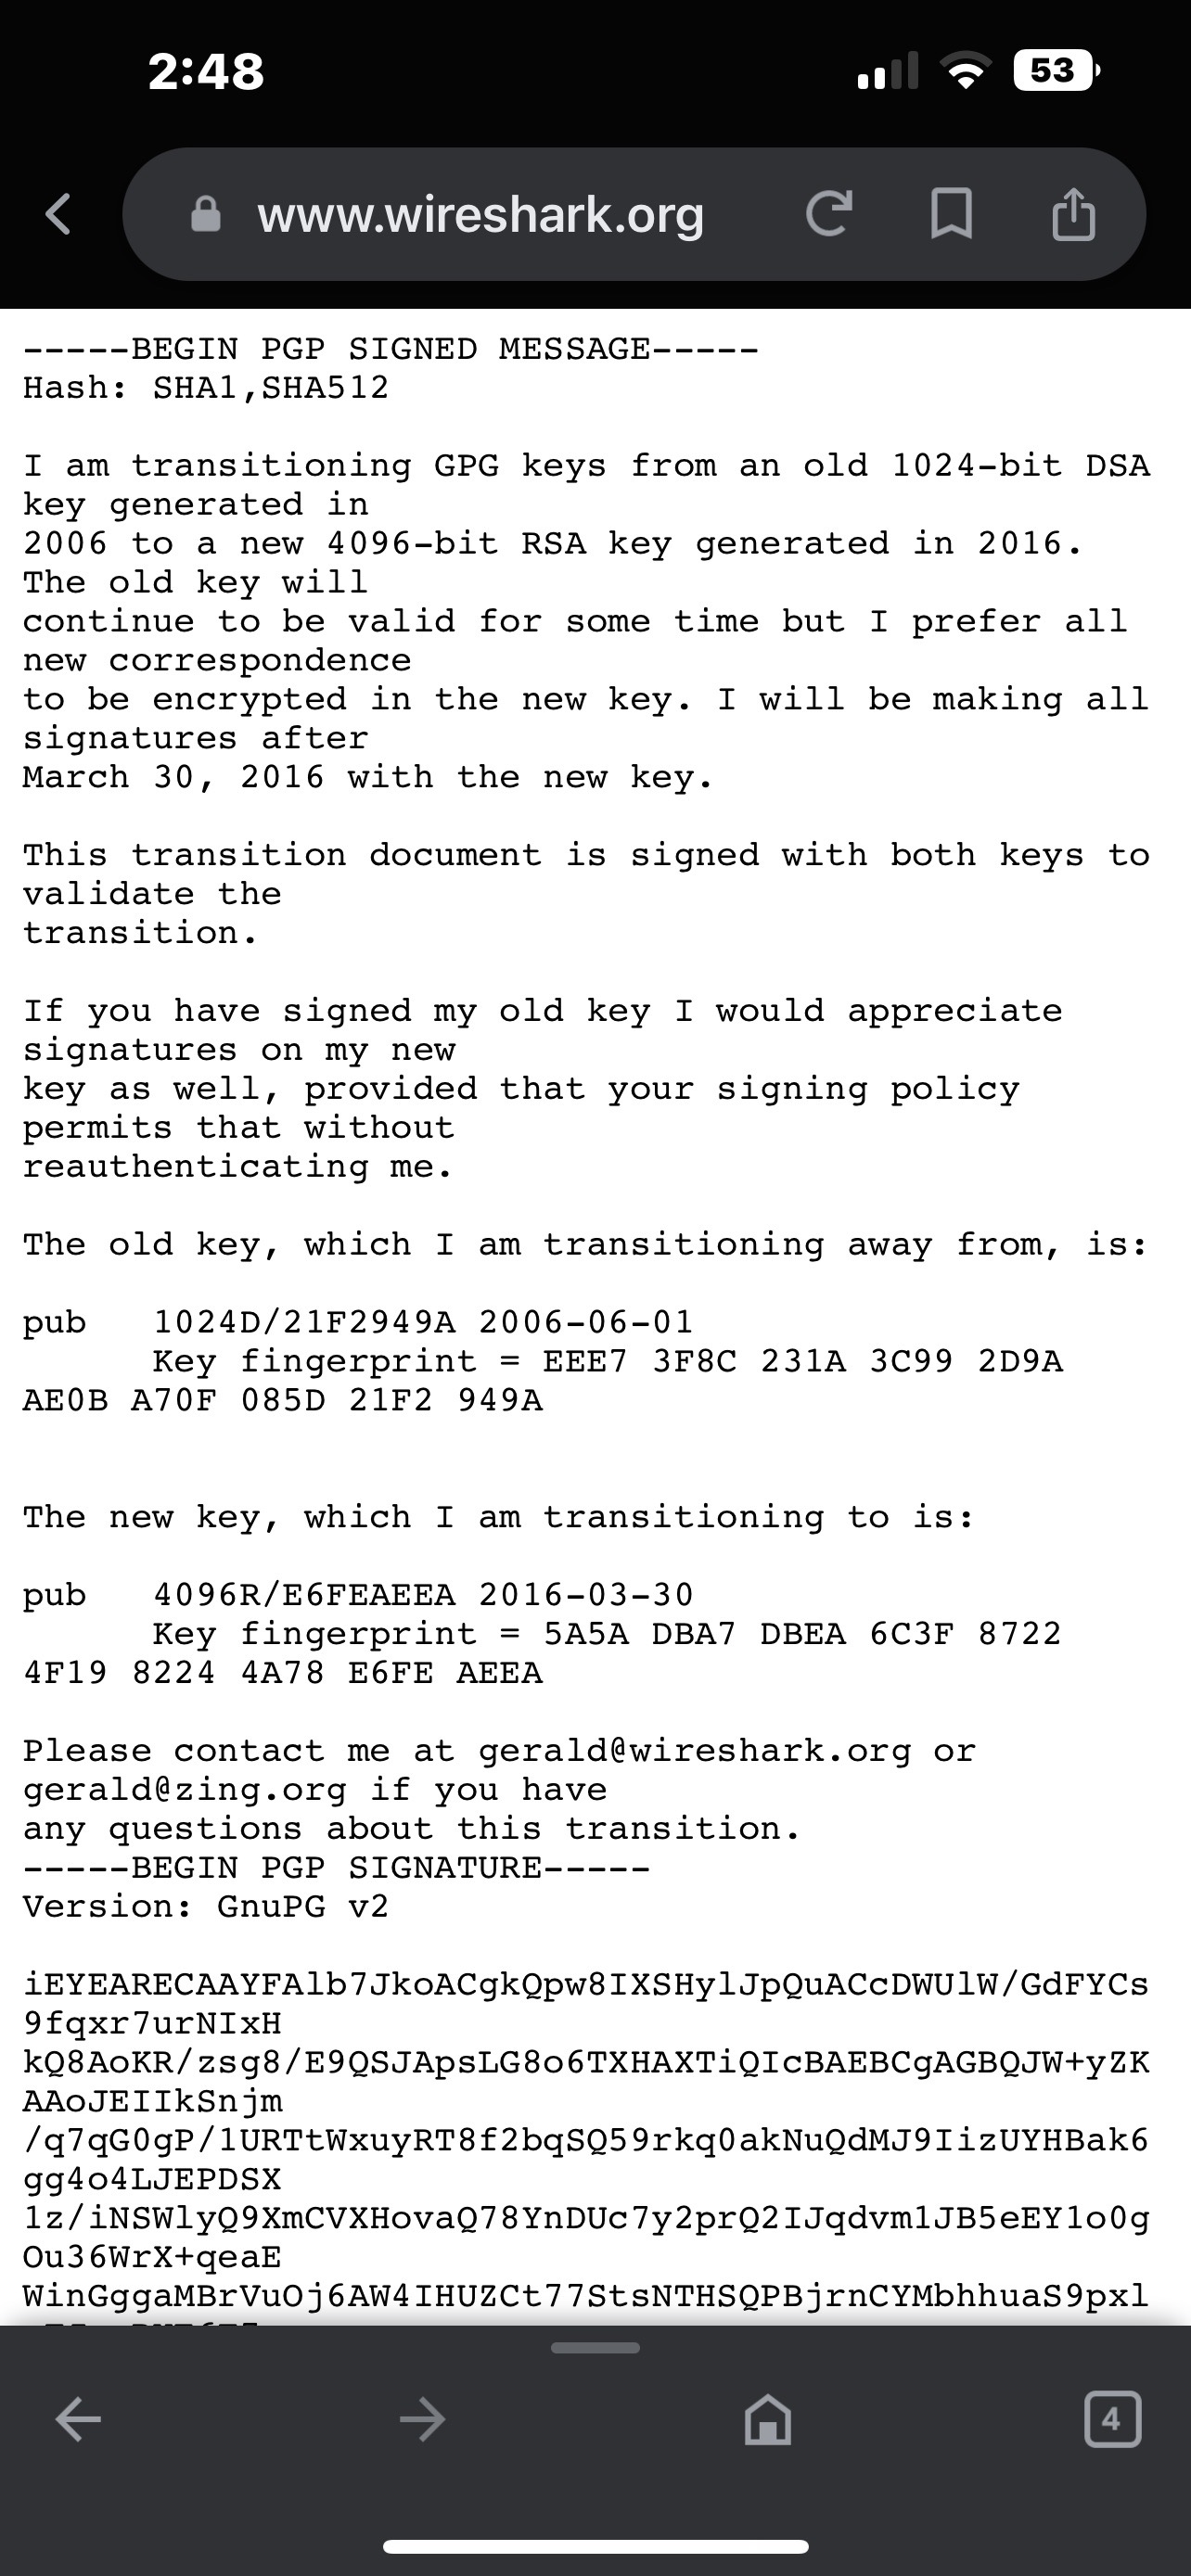 2:48
53
www.wireshark.org
-----BEGIN PGP SIGNED MESSAGE-----
Hash: SHA1,SHA512
I am transitioning GPG keys from an old 1024-bit DSA
key generated in
2006 to a new 4096-bit RSA key generated in 2016.
The old key will
continue to be valid for some time but I prefer all
new correspondence
to be encrypted in the new key. I will be making all
signatures after
March 30, 2016 with the new key.
This transition document is signed with both keys to
validate the
transition.
If you have signed my old key I would appreciate
signatures on my new
key as well, provided that your signing policy
permits that without
reauthenticating me.
The old key, which I am transitioning away from, is:
pub   1024D/21F2949A 2006-06-01
      Key fingerprint = EEE7 3F8C 231A 3C99 2D9A
AE0B A70F 085D 21F2 949A
The new key, which I am transitioning to is:
pub   4096R/E6FEAEEA 2016-03-30
      Key fingerprint = 5A5A DBA7 DBEA 6C3F 8722
4F19 8224 4A78 E6FE AEEA
Please contact me at gerald@wireshark.org or
gerald@zing.org if you have
any questions about this transition.
-----BEGIN PGP SIGNATURE-----
Version: GnuPG v2
iEYEARECAAYFAlb7JkoACgkQpw8IXSHylJpQuACcDWUlW/GdFYCs
9fqxr7urNIxH
kQ8AoKR/zsg8/E9QSJApsLG8o6TXHAXTiQIcBAEBCgAGBQJW+yZK
AAoJEIIkSnjm
/q7qG0gP/1URTtWxuyRT8f2bqSQ59rkq0akNuQdMJ9IizUYHBak6
gg4o4LJEPDSX
1z/iNSWlyQ9XmCVXHovaQ78YnDUc7y2prQ2IJqdvm1JB5eEY1o0g
Ou36WrX+qeaE
WinGggaMBrVuOj6AW4IHUZCt77StsNTHSQPBjrnCYMbhhuaS9pxl
4